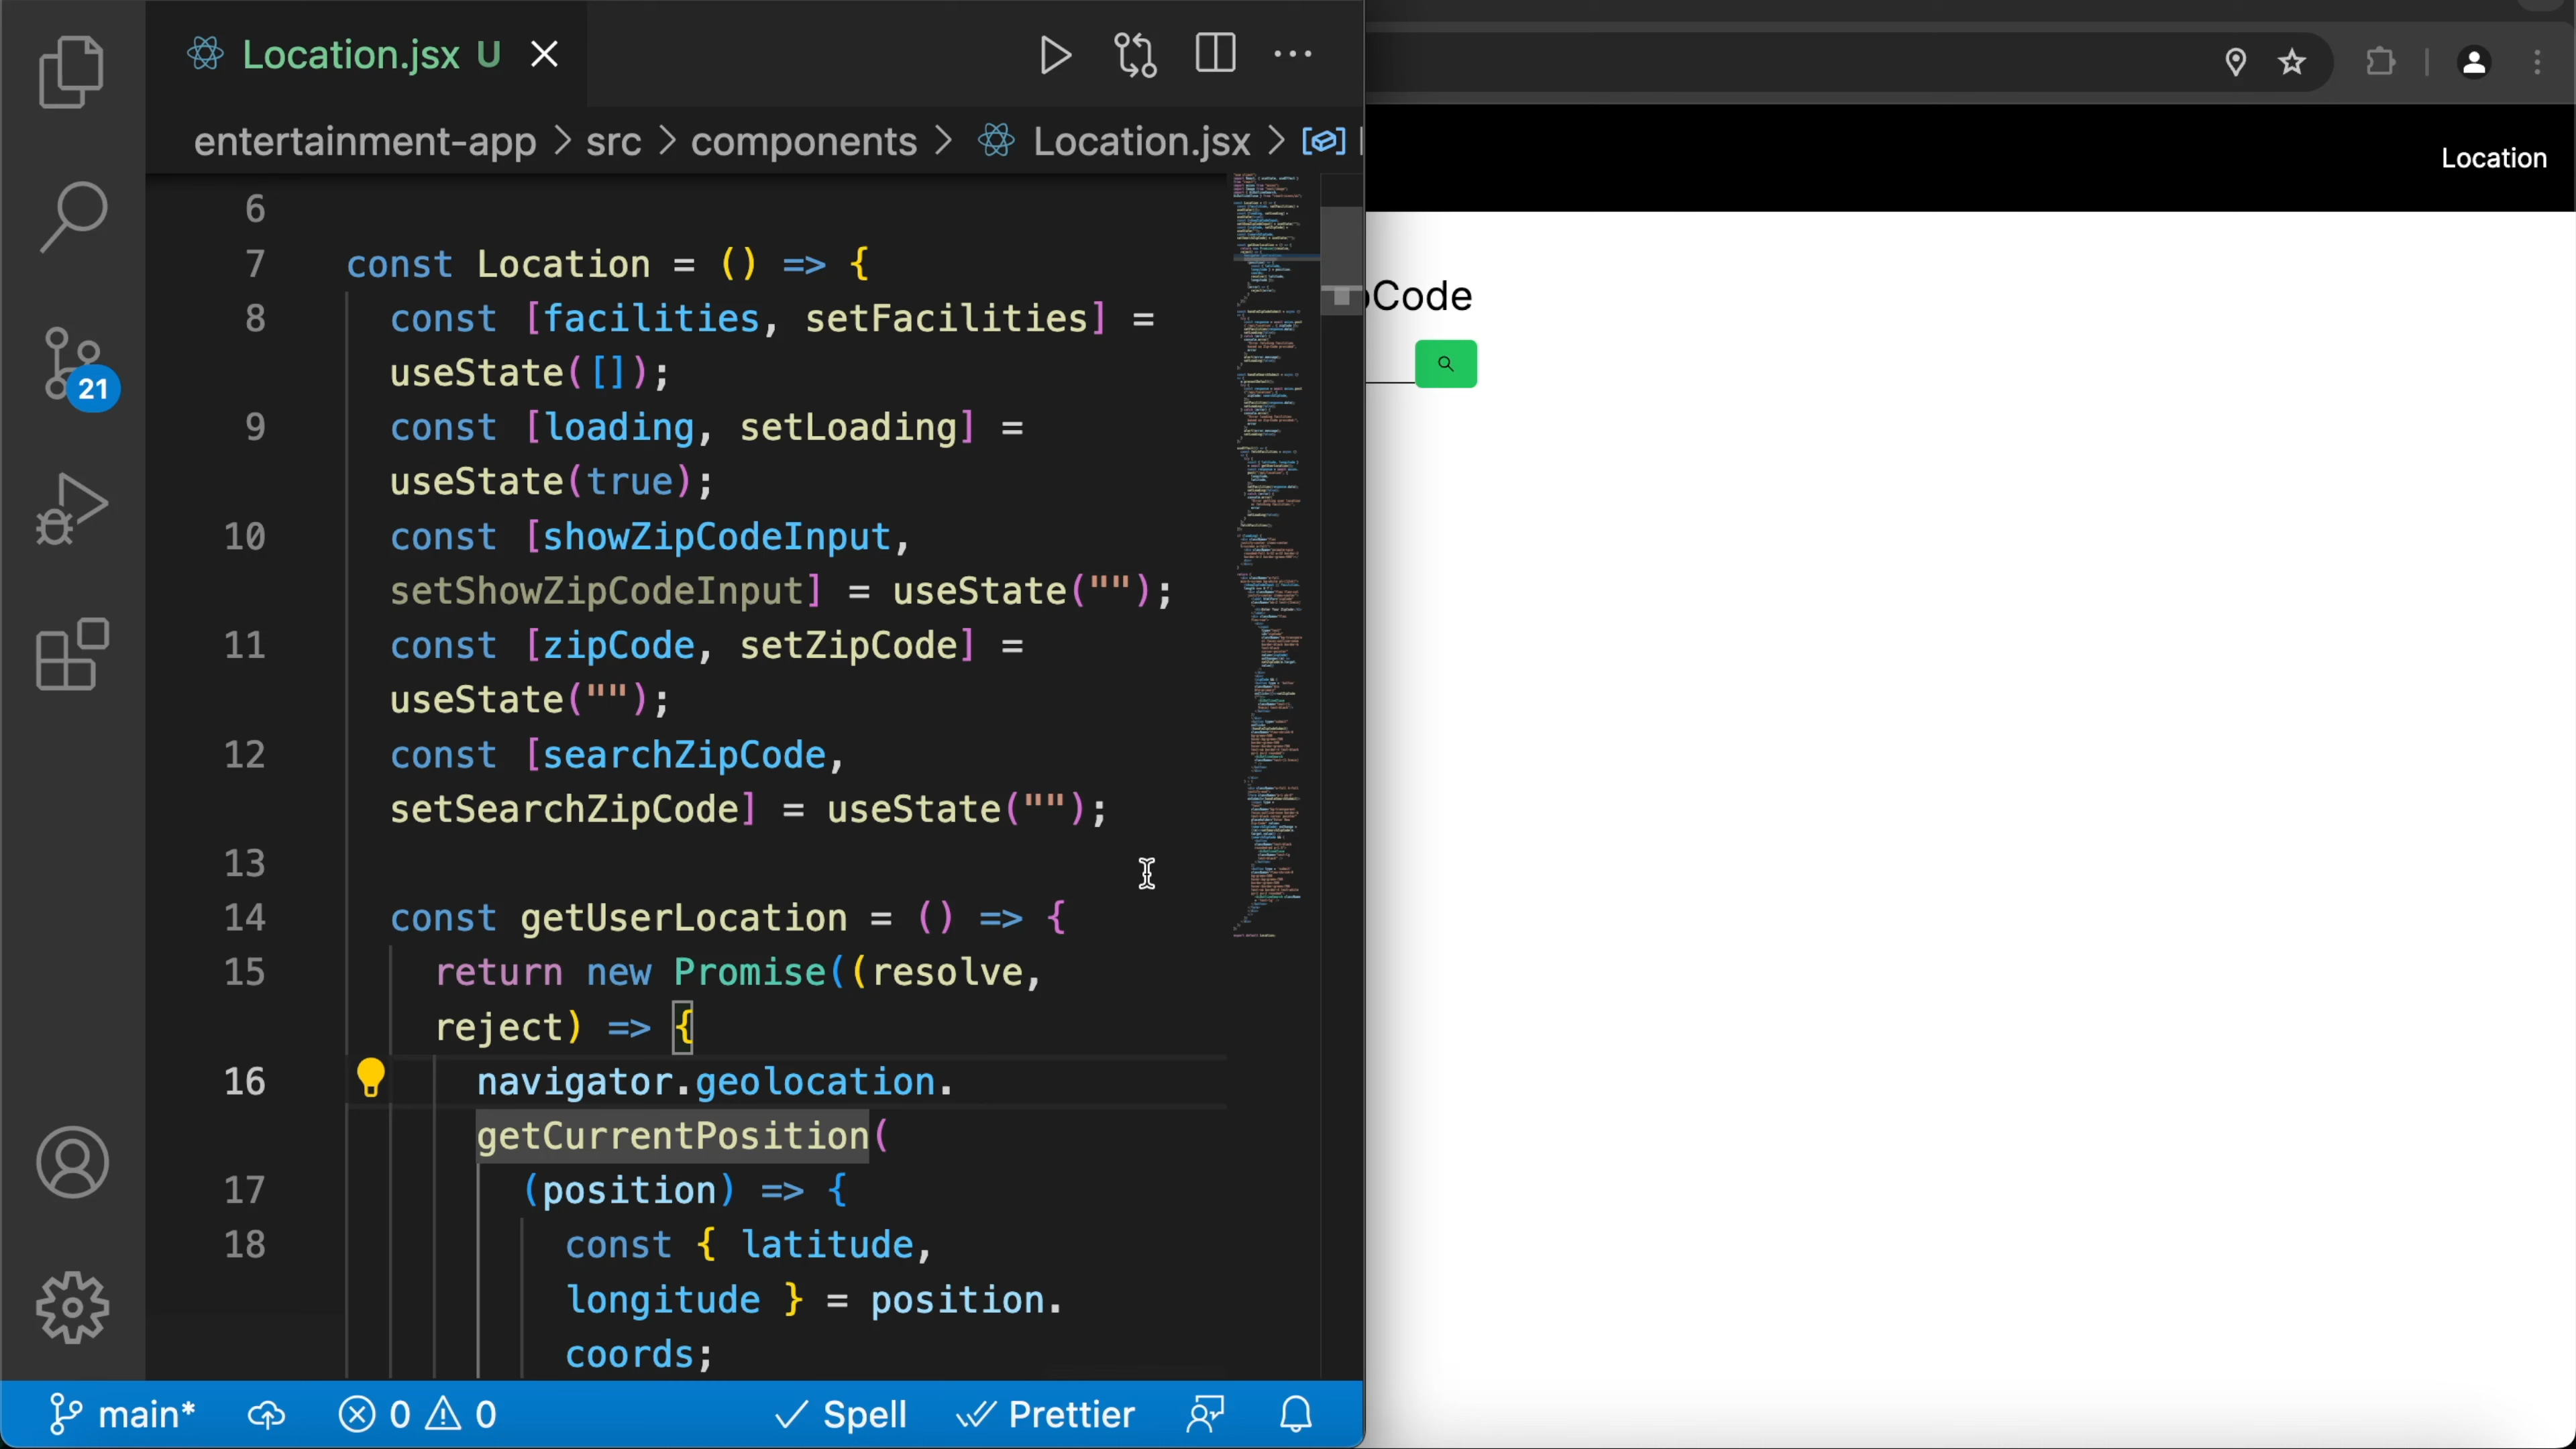 Location.jsx U
entertainment-app > src > components > Location.jsx >
Location
6
7 const Location = () => {
8 const [facilities, setFacilities] =
useState([]);
9 const [loading, setLoading] =
useState(true);
10 const [showZipCodeInput,
setShowZipCodeInput] = useState("");
11 const [zipCode, setZipCode] =
useState("");
12 const [searchZipCode,
setSearchZipCode] = useState("");
13
14 const getUserLocation = () => {
15 return new Promise((resolve,
reject) => {
16 navigator.geolocation.
getCurrentPosition(
17 (position) => {
18 const { latitude,
longitude } = position.
coords;
pCode
21
main* 0 0 Spell Prettier